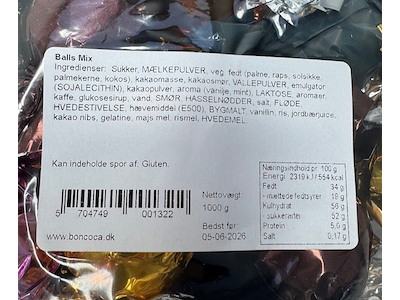 Balls Mix
Ingredienser: Sukker, MÆLKEPULVER, veg. fedt (palme, raps, solsikke,
palmekerne, kokos), kakaomasse, kakaosmør, VALLEPULVER, emulgator
(SOJALECITHIN), kakaopulver, aroma (vanilje, mint), LAKTOSE, aromaer,
kaffe, glukosesirup, vand, SMØR, HASSELNØDDER, salt, FLØDE,
HVEDESTIVELSE, hævemiddel (E500), BYGMALT, vanillin, ris, jordbærjuice,
kakao nibs, gelatine, majs mel, rismel, HVEDEMEL.
Kan indeholde spor af: Gluten.
5 704749 001322
www.boncoca.dk
Nettovægt:
1000 g
Bedst før
05-06-2026
Næringsindhold pr. 100 g
Energi: 2319 kJ / 554 kcal
Fedt 34 g
- mættede fedtsyrer 18 g
Kulhydrat 56 g
- sukkerarter 52 g
Protein 5,6 g
Salt 0,17 g